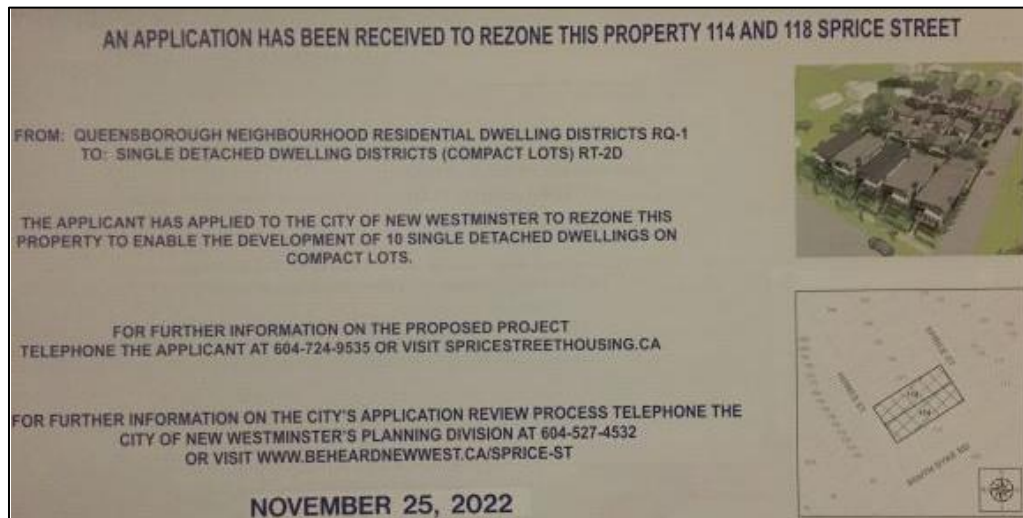 AN APPLICATION HAS BEEN RECEIVED TO REZONE THIS PROPERTY 114 AND 118 SPRICE STREET
FROM: QUEENSBOROUGH NEIGHBOURHOOD RESIDENTIAL DWELLING DISTRICTS RQ-1
TO: SINGLE DETACHED DWELLING DISTRICTS (COMPACT LOTS) RT-2D
THE APPLICANT HAS APPLIED TO THE CITY OF NEW WESTMINSTER TO REZONE THIS
PROPERTY TO ENABLE THE DEVELOPMENT OF 10 SINGLE DETACHED DWELLINGS ON
COMPACT LOTS.
FOR FURTHER INFORMATION ON THE PROPOSED PROJECT
TELEPHONE THE APPLICANT AT 604-724-9535 OR VISIT SPRICESTREETHOUSING.CA
FOR FURTHER INFORMATION ON THE CITY'S APPLICATION REVIEW PROCESS TELEPHONE THE
CITY OF NEW WESTMINSTER'S PLANNING DIVISION AT 604-527-4532
OR VISIT WWW.BEHEARDNEWWEST.CA/SPRICE-ST
NOVEMBER 25, 2022
SPRICE ST